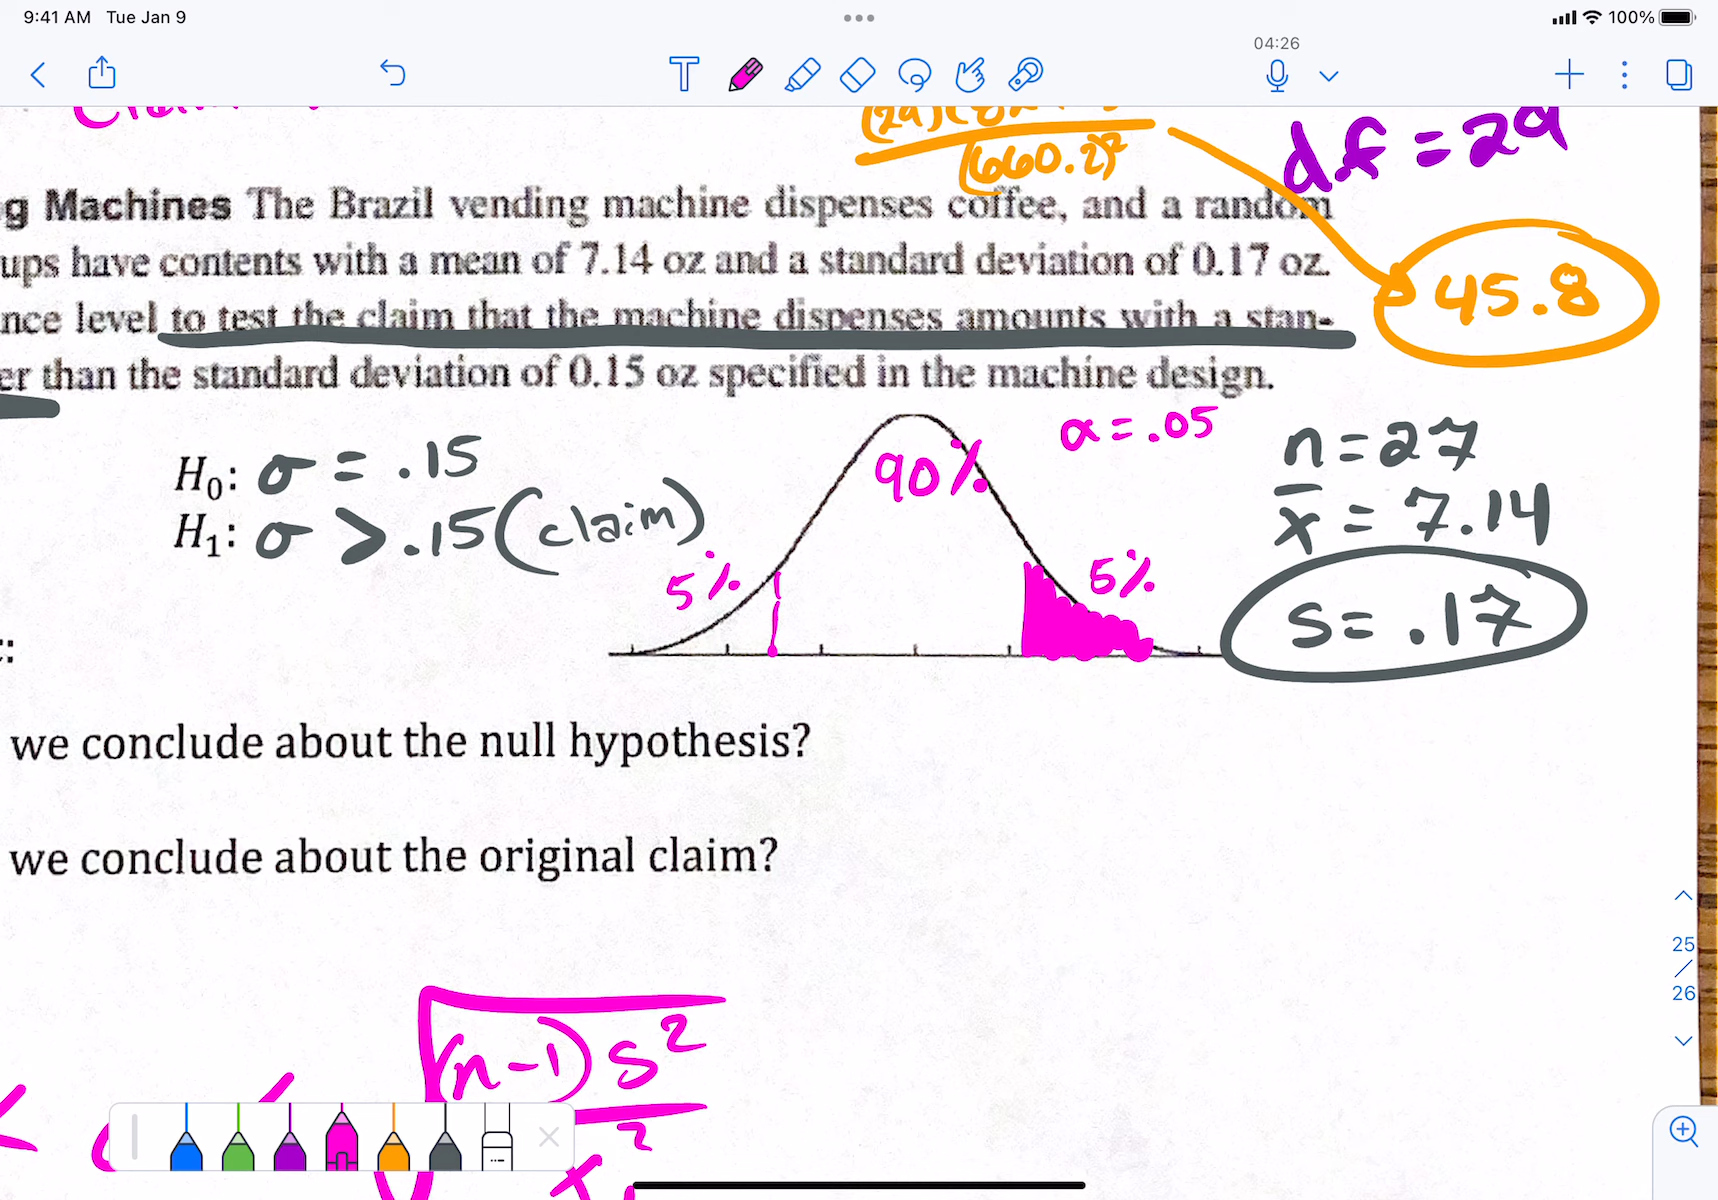 9:41 AM Tue Jan 9
100%
04:26
df = 29
(660.2)²
g Machines The Brazil vending machine dispenses coffee, and a random
ups have contents with a mean of 7.14 oz and a standard deviation of 0.17 oz.
nce level to test the claim that the machine dispenses amounts with a stan-
er than the standard deviation of 0.15 oz specified in the machine design.
45.8
H₀: σ = .15
H₁: σ > .15 (claim)
5%
90%
5%
α = .05
n = 27
x̄ = 7.14
s = .17
:
we conclude about the null hypothesis?
we conclude about the original claim?
25
/
26
(n-1) s²